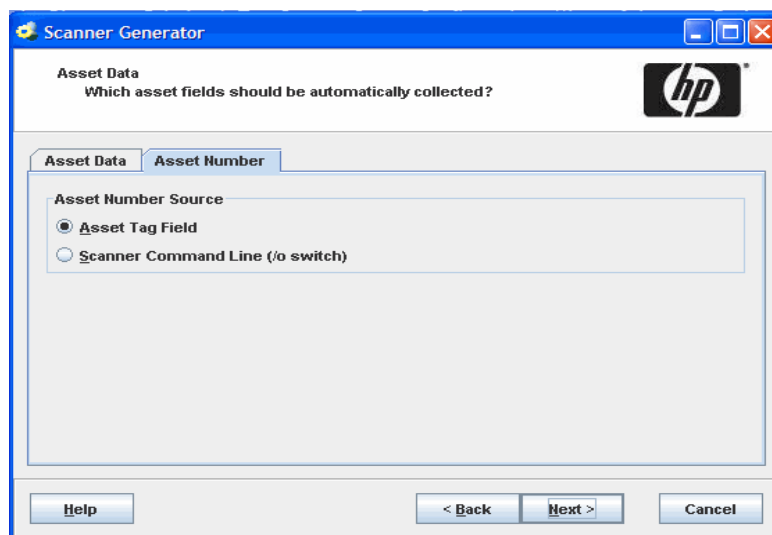 Scanner Generator
Asset Data
Which asset fields should be automatically collected?
hp
Asset Data
Asset Number
Asset Number Source
Asset Tag Field
Scanner Command Line (/o switch)
Help
< Back
Next >
Cancel